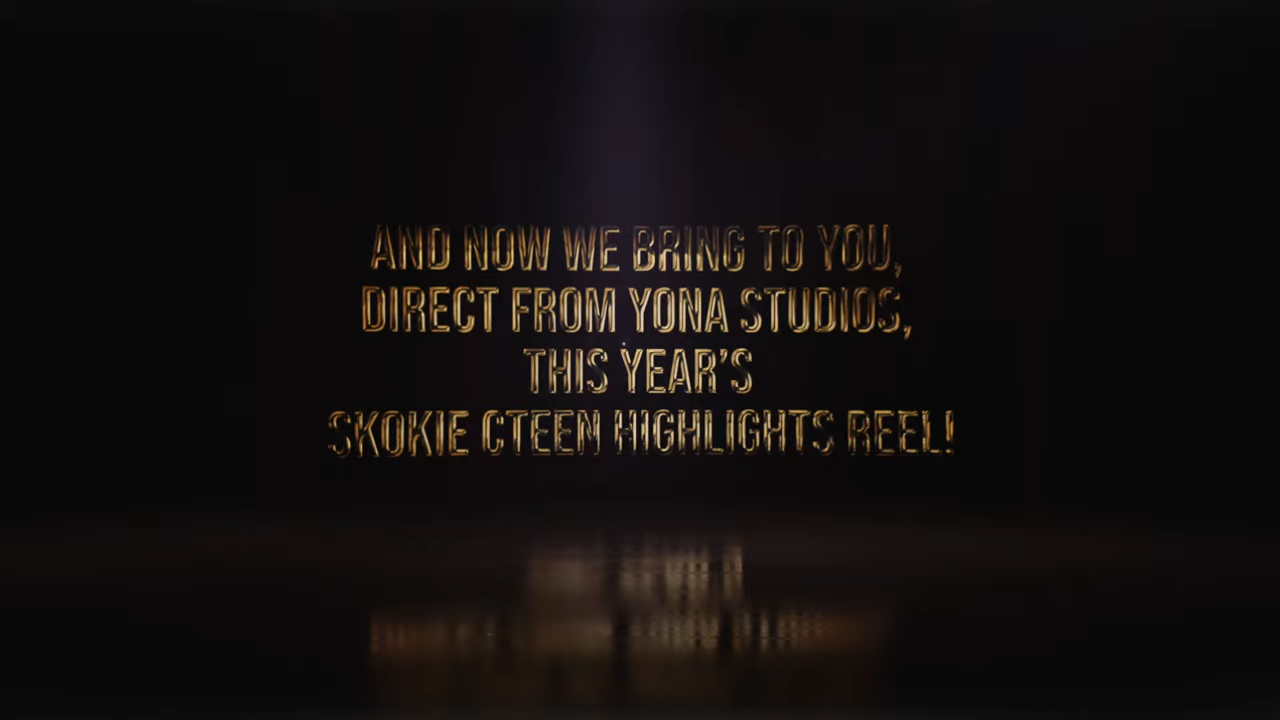 AND NOW WE BRING TO YOU,
DIRECT FROM YONA STUDIOS,
THIS YEAR'S
SKOKIE CTEEN HIGHLIGHTS REEL!